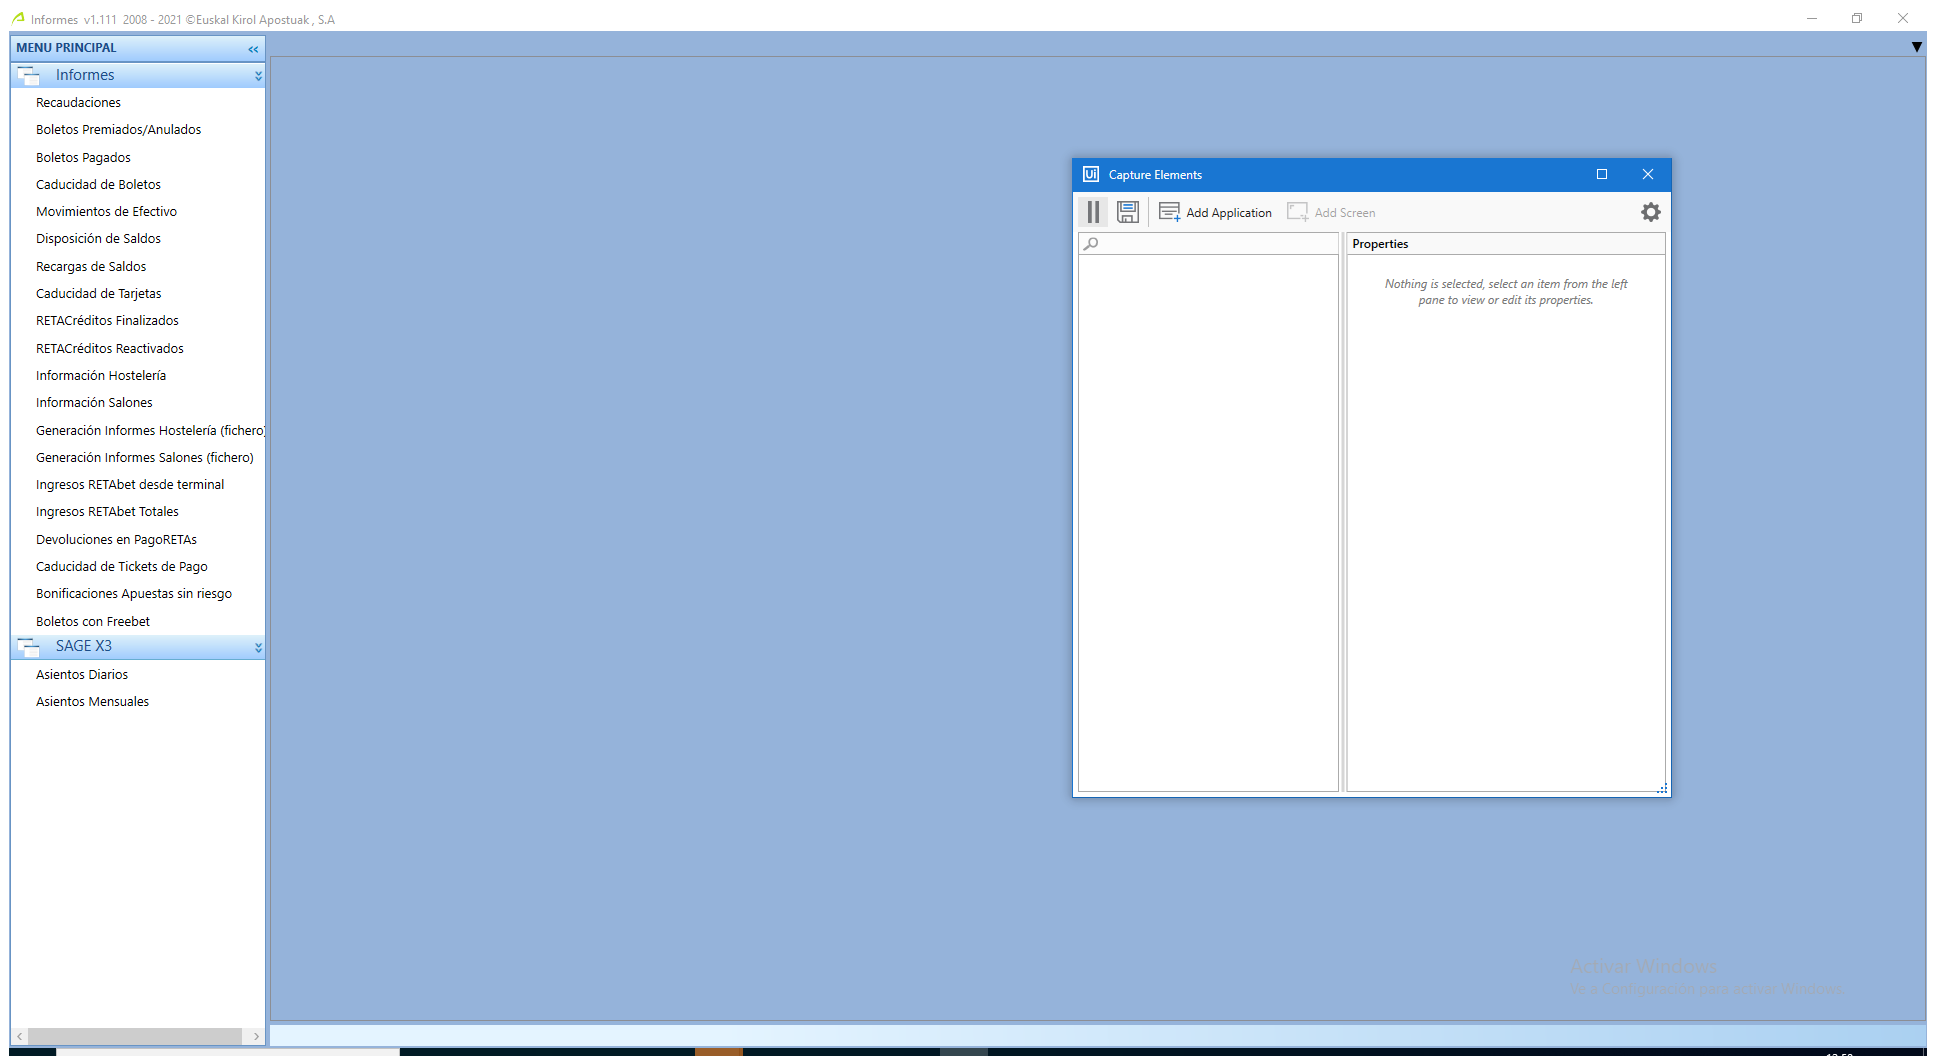 Informes v1.111 2008 - 2021 ©Euskal Kirol Apostuak , S.A
MENU PRINCIPAL
Informes
Recaudaciones
Boletos Premiados/Anulados
Boletos Pagados
Caducidad de Boletos
Movimientos de Efectivo
Disposición de Saldos
Recargas de Saldos
Caducidad de Tarjetas
RETACréditos Finalizados
RETACréditos Reactivados
Información Hostelería
Información Salones
Generación Informes Hostelería (fichero)
Generación Informes Salones (fichero)
Ingresos RETAbet desde terminal
Ingresos RETAbet Totales
Devoluciones en PagoRETAs
Caducidad de Tickets de Pago
Bonificaciones Apuestas sin riesgo
Boletos con Freebet
SAGE X3
Asientos Diarios
Asientos Mensuales
Ui Capture Elements
Add Application
Add Screen
Properties
Nothing is selected, select an item from the left
pane to view or edit its properties.
Activar Windows
Ve a Configuración para activar Windows.